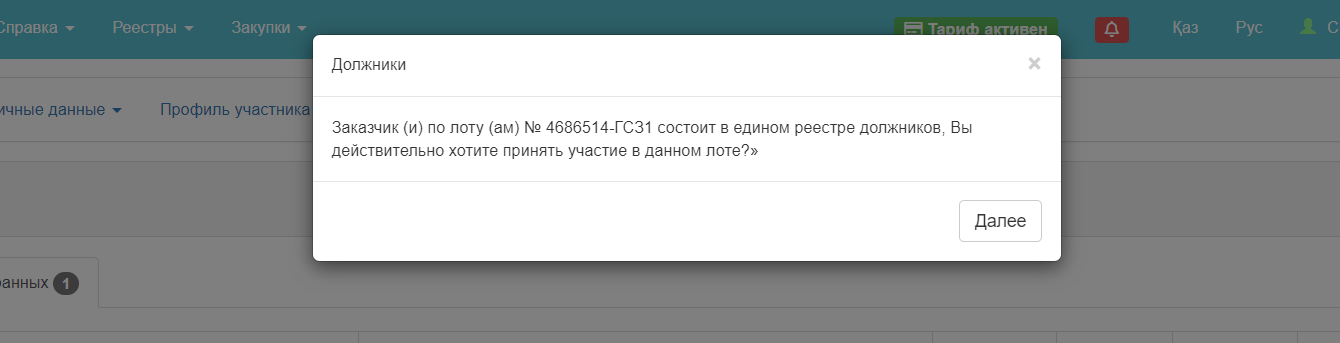 Справка Реестры Закупки Тариф активен Қаз Рус С
Должники ×
ичные данные Профиль участника
Заказчик (и) по лоту (ам) № 4686514-ГСЗ1 состоит в едином реестре должников, Вы
действительно хотите принять участие в данном лоте?»
Далее
ранных 1